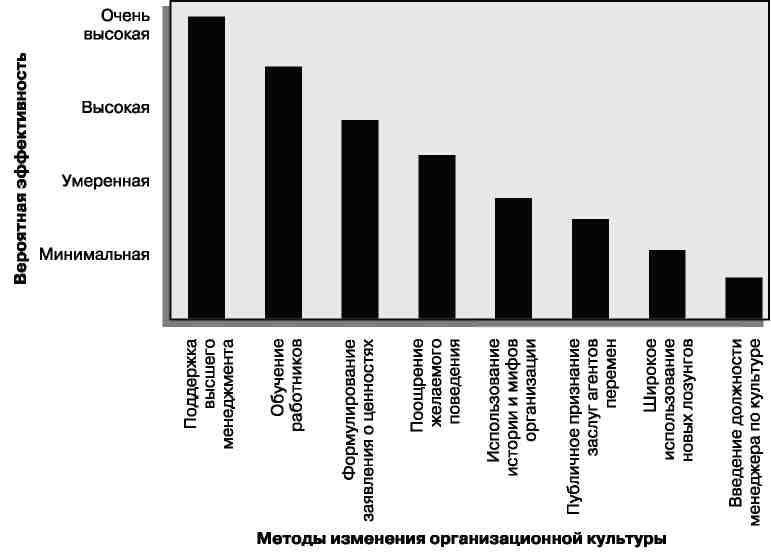 Очень
высокая
Высокая
Умеренная
Минимальная
Вероятная эффективность
Поддержка
высшего
менеджмента
Обучение
работников
Формулирование
заявления о ценностях
Поощрение
желаемого
поведения
Использование
истории и мифов
организации
Публичное признание
заслуг агентов
перемен
Широкое
использование
новых лозунгов
Введение должности
менеджера по культуре
Методы изменения организационной культуры